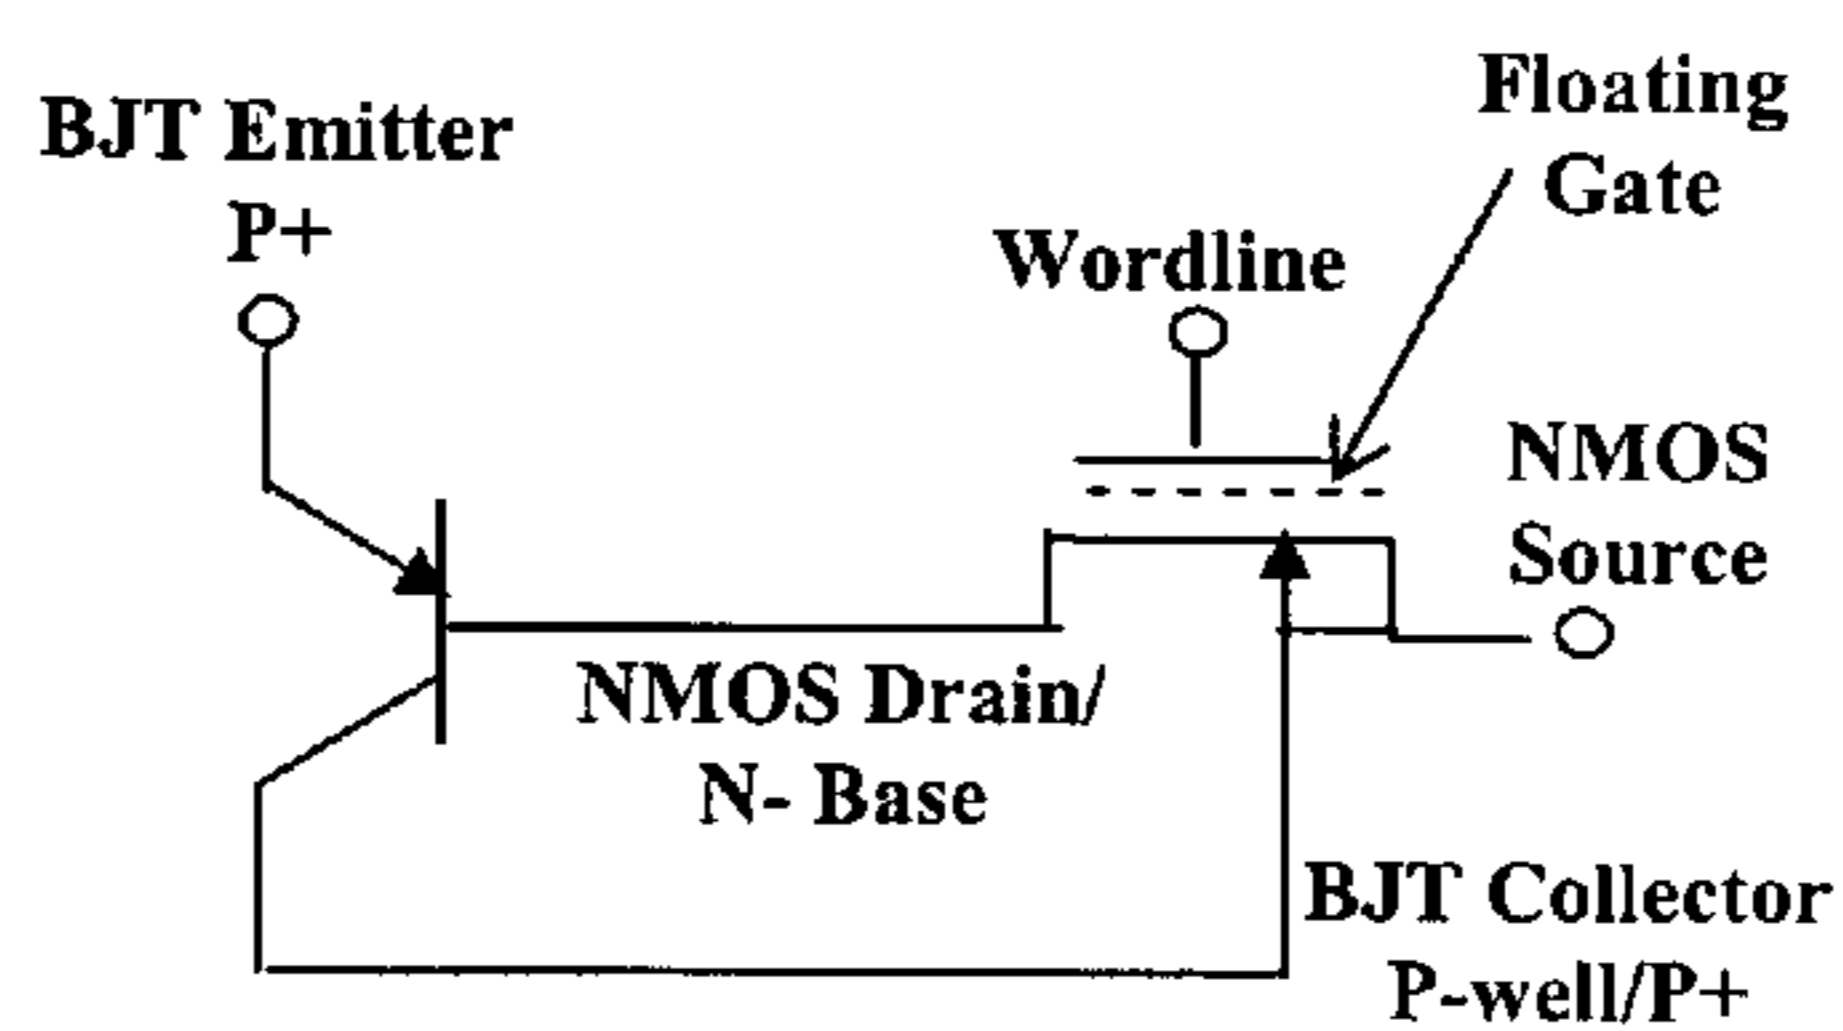 BJT Emitter
P+
Floating
Gate
Wordline
NMOS
Source
NMOS Drain/
N- Base
BJT Collector
P-well/P+